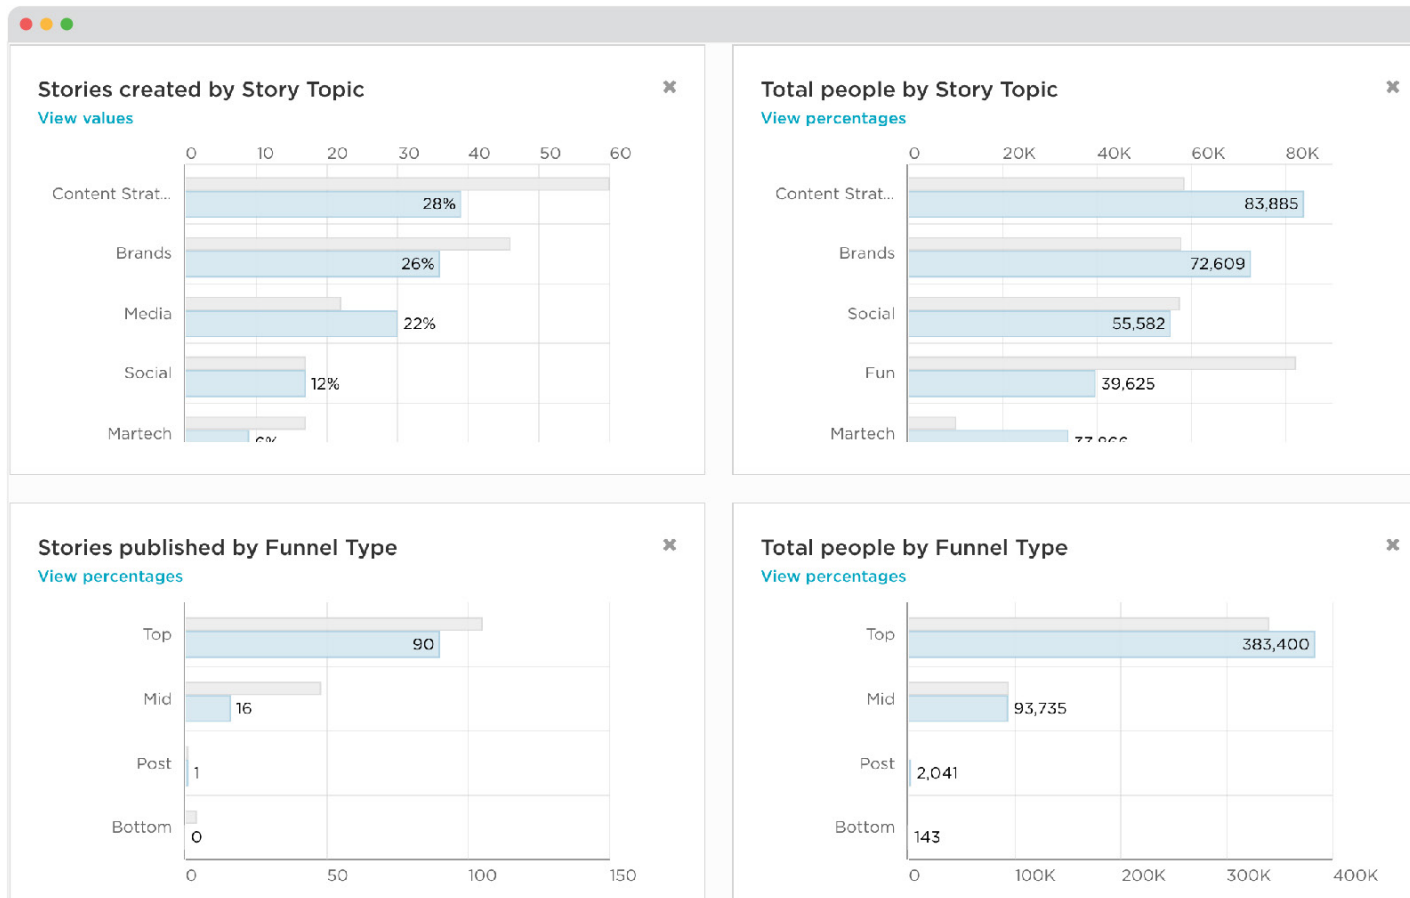 Stories created by Story Topic
View values
0 10 20 30 40 50 60
Content Strat...
28%
Brands
26%
Media
22%
Social
12%
Martech
6%
Total people by Story Topic
View percentages
0 20K 40K 60K 80K
Content Strat...
83,885
Brands
72,609
Social
55,582
Fun
39,625
Martech
Stories published by Funnel Type
View percentages
Top
90
Mid
16
Post
1
Bottom
0
0 50 100 150
Total people by Funnel Type
View percentages
Top
383,400
Mid
93,735
Post
2,041
Bottom
143
0 100K 200K 300K 400K